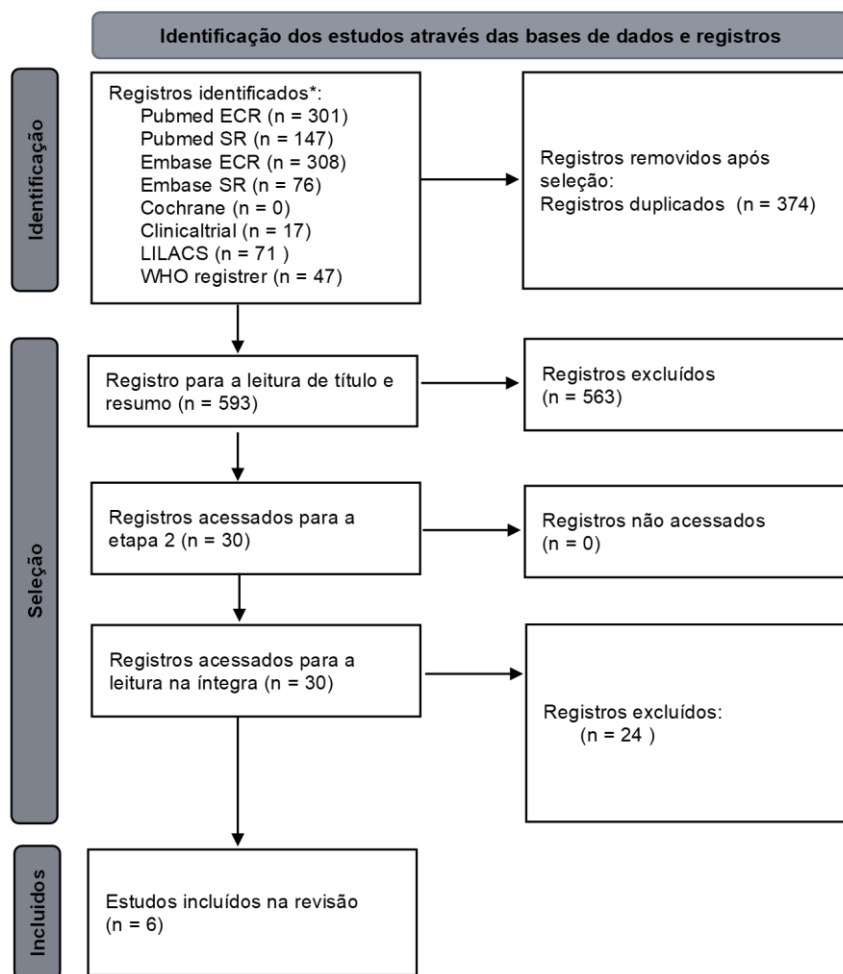 Identificação dos estudos através das bases de dados e registros
Identificação
Registros identificados*:
Pubmed ECR (n = 301)
Pubmed SR (n = 147)
Embase ECR (n = 308)
Embase SR (n = 76)
Cochrane (n = 0)
Clinicaltrial (n = 17)
LILACS (n = 71 )
WHO registrer (n = 47)
Registros removidos após
seleção:
Registros duplicados (n = 374)
Seleção
Registro para a leitura de título e
resumo (n = 593)
Registros excluídos
(n = 563)
Registros acessados para a
etapa 2 (n = 30)
Registros não acessados
(n = 0)
Registros acessados para a
leitura na íntegra (n = 30)
Registros excluídos:
(n = 24 )
Incluidos
Estudos incluídos na revisão
(n = 6)